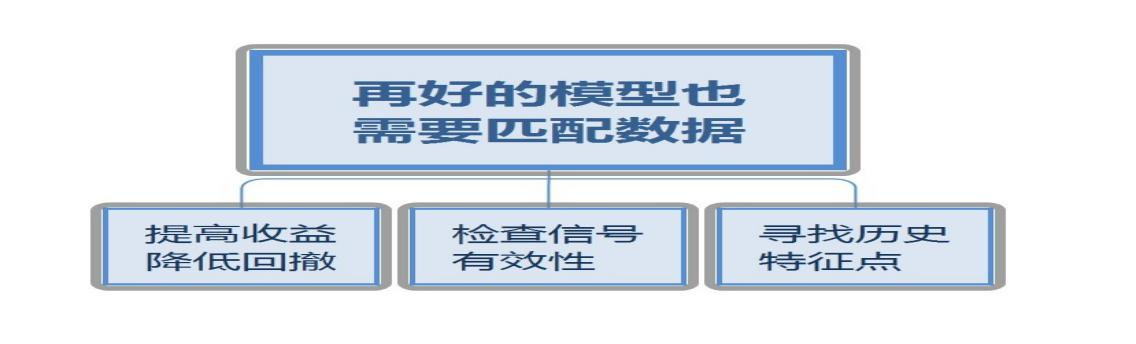 再好的模型也
需要匹配数据
提高收益
降低回撤
检查信号
有效性
寻找历史
特征点